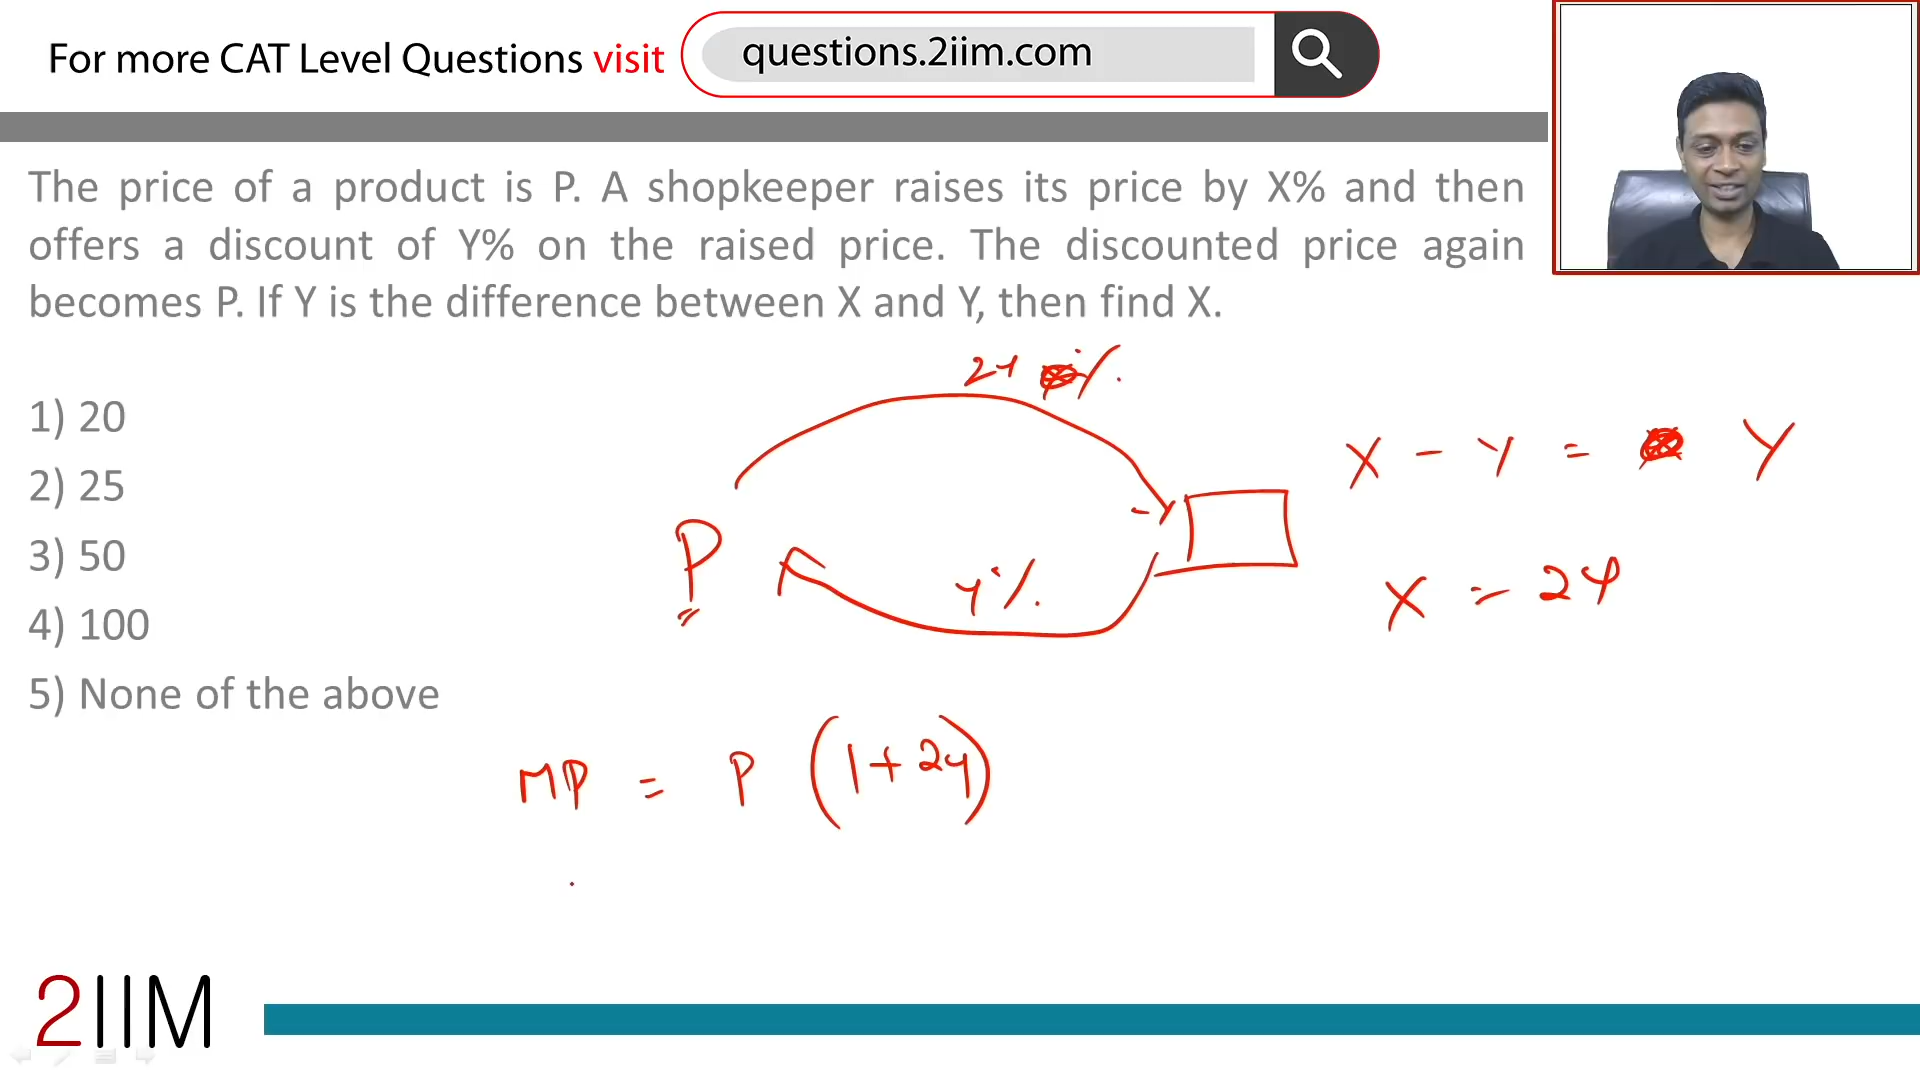 For more CAT Level Questions visit questions.2iim.com
The price of a product is P. A shopkeeper raises its price by X% and then
offers a discount of Y% on the raised price. The discounted price again
becomes P. If Y is the difference between X and Y, then find X.
1) 20
2) 25
3) 50
4) 100
5) None of the above
2Y %
X - Y = Y
P
Y%
X = 2Y
MP = P (1+2y)
2IIM